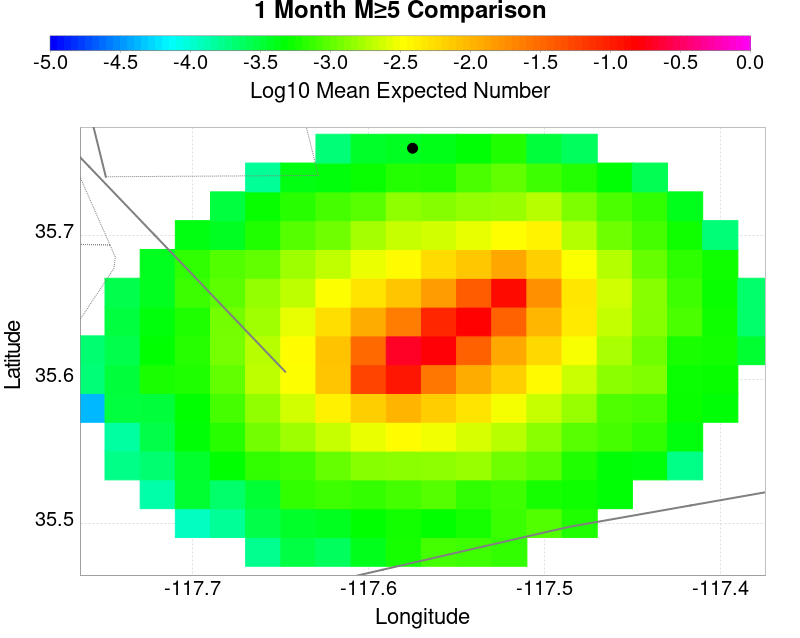 1 Month M≥5 Comparison
-5.0 -4.5 -4.0 -3.5 -3.0 -2.5 -2.0 -1.5 -1.0 -0.5 0.0
Log10 Mean Expected Number
35.7
35.6
35.5
Latitude
-117.7 -117.6 -117.5 -117.4
Longitude